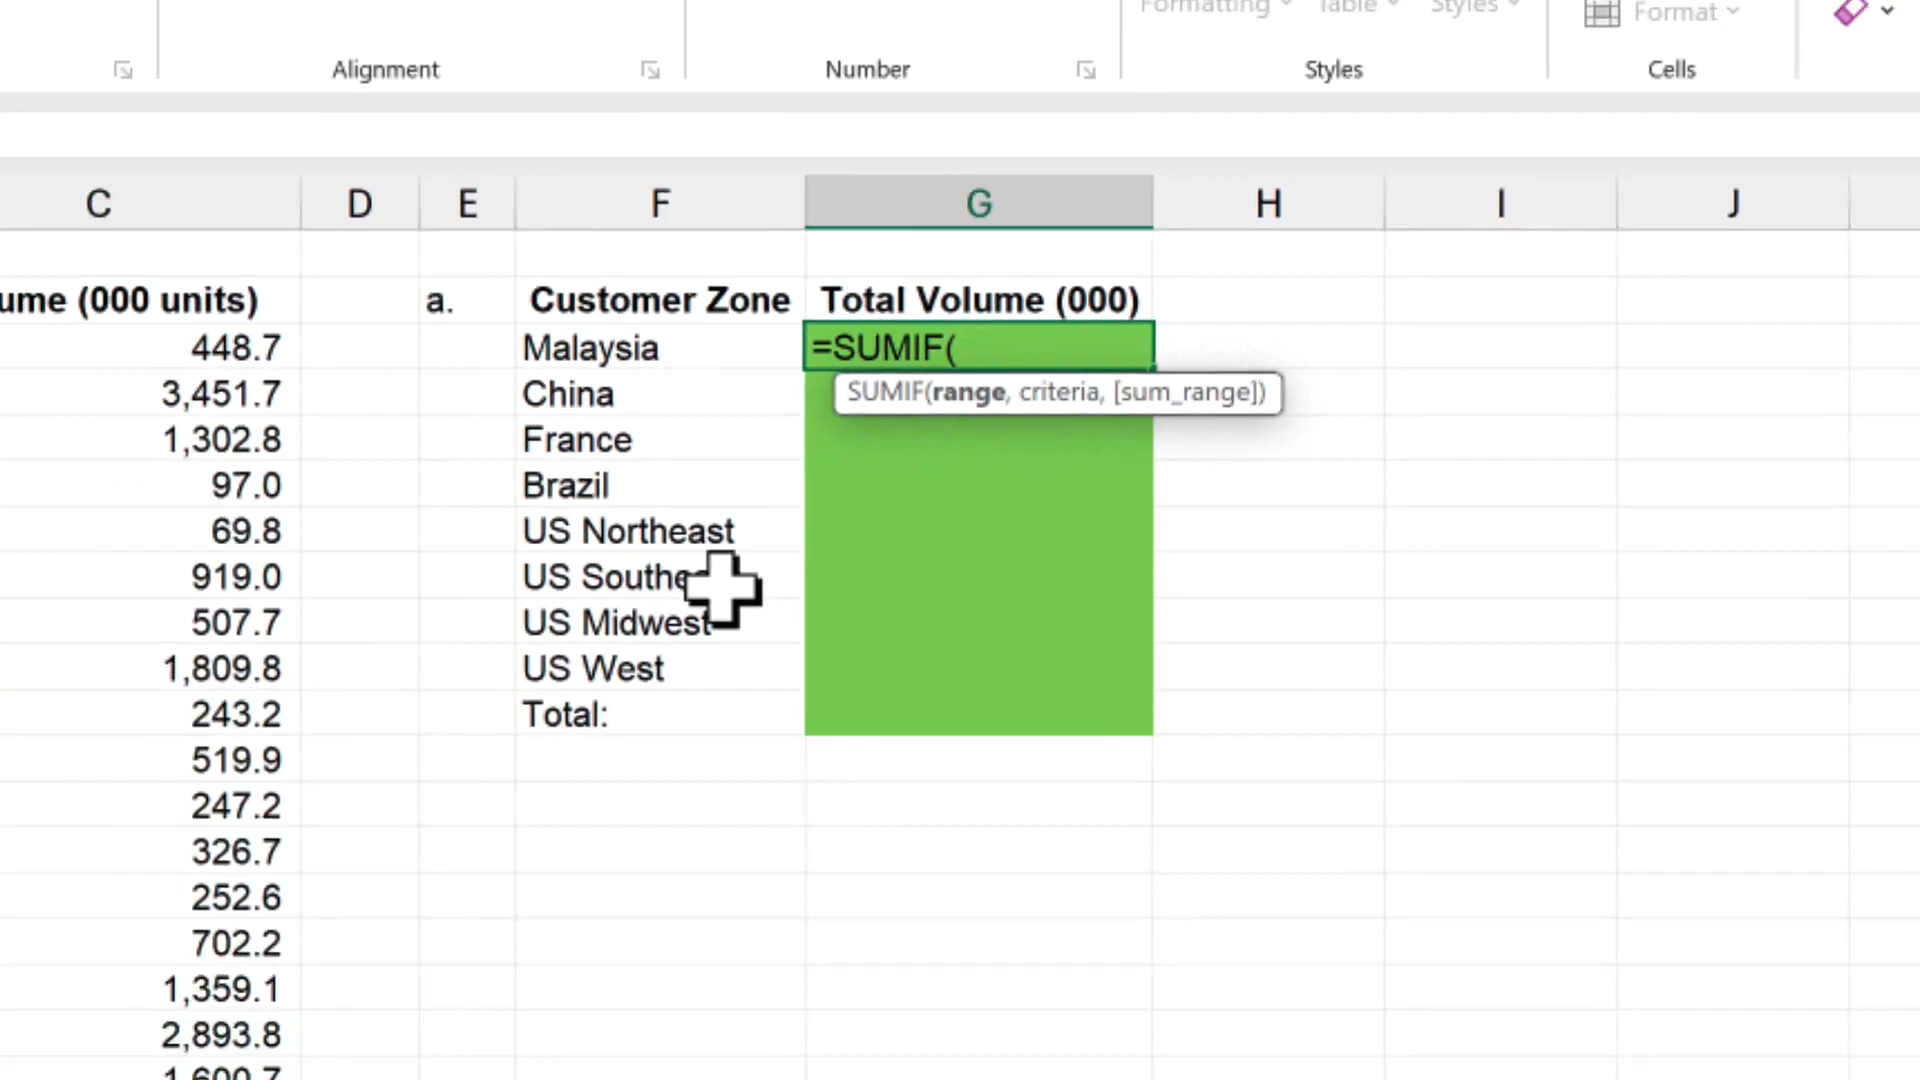 Formatting Table Styles Format
Alignment Number Styles Cells
C D E F G H I J
ume (000 units) a. Customer Zone Total Volume (000)
448.7 Malaysia =SUMIF(
3,451.7 China SUMIF(range, criteria, [sum_range])
1,302.8 France
97.0 Brazil
69.8 US Northeast
919.0 US Southe
507.7 US Midwest
1,809.8 US West
243.2 Total:
519.9
247.2
326.7
252.6
702.2
1,359.1
2,893.8
1,600.7